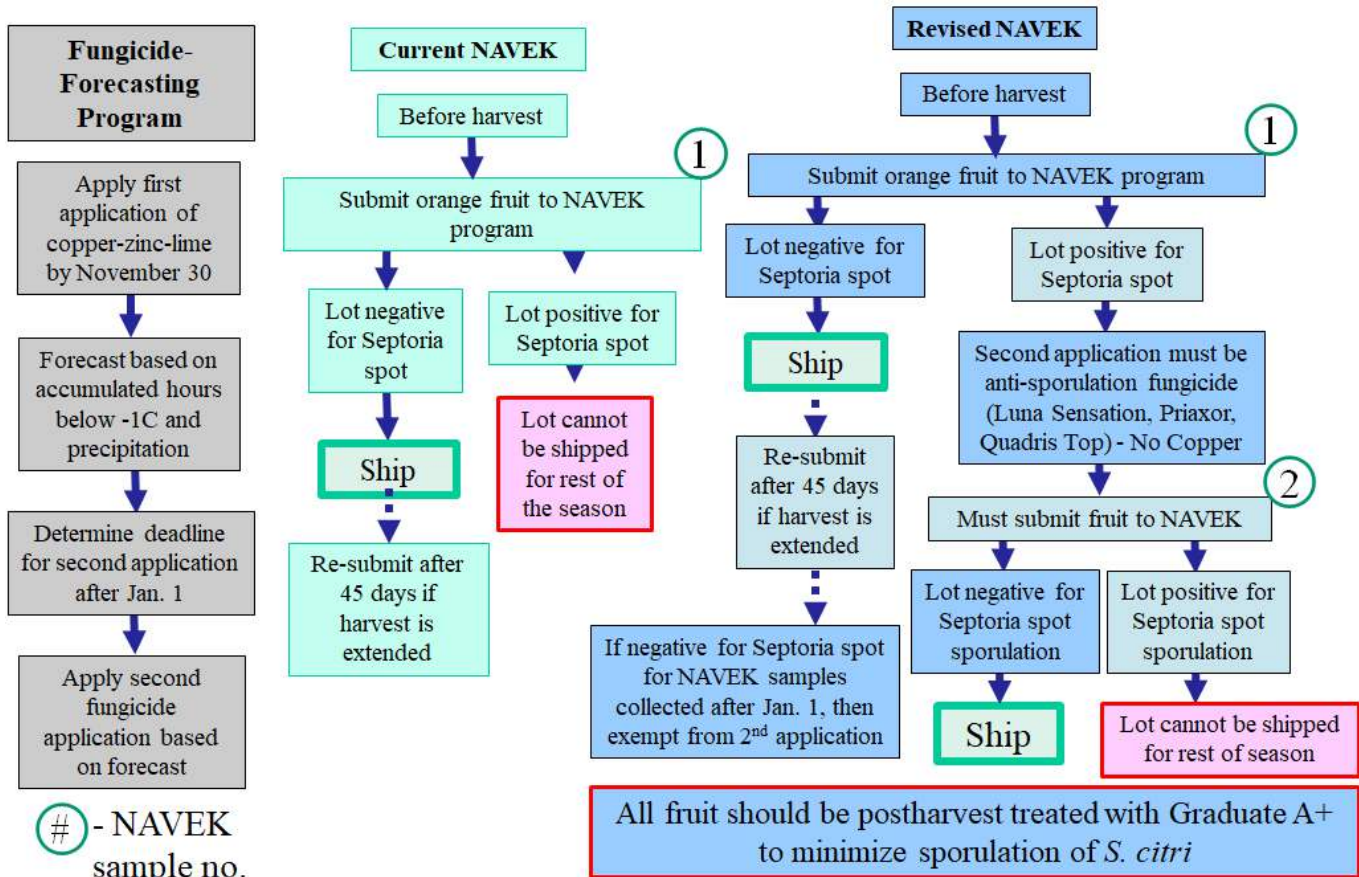 Fungicide-
Forecasting
Program
Apply first
application of
copper-zinc-lime
by November 30
Forecast based on
accumulated hours
below -1C and
precipitation
Determine deadline
for second application
after Jan. 1
Apply second
fungicide
application based
on forecast
# - NAVEK
sample no.
Current NAVEK
Before harvest
1
Submit orange fruit to NAVEK
program
Lot negative
for Septoria
spot
Ship
Re-submit after
45 days if
harvest is
extended
Lot positive for
Septoria spot
Lot cannot
be shipped
for rest of
the season
Revised NAVEK
Before harvest
1
Submit orange fruit to NAVEK program
Lot negative for
Septoria spot
Ship
Re-submit
after 45 days
if harvest is
extended
If negative for Septoria spot
for NAVEK samples
collected after Jan. 1, then
exempt from 2nd application
Lot positive for
Septoria spot
Second application must be
anti-sporulation fungicide
(Luna Sensation, Priaxor,
Quadris Top) - No Copper
2
Must submit fruit to NAVEK
Lot negative for
Septoria spot
sporulation
Ship
Lot positive for
Septoria spot
sporulation
Lot cannot be shipped
for rest of season
All fruit should be postharvest treated with Graduate A+
to minimize sporulation of S. citri